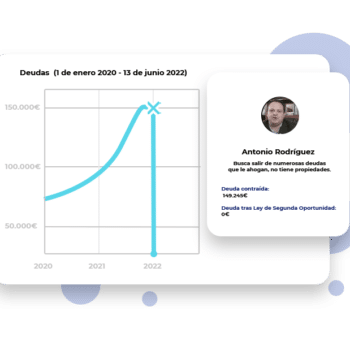 Deudas (1 de enero 2020 - 13 de junio 2022)
150.000€
100.000€
50.000€
2020
2021
2022
Antonio Rodríguez
Busca salir de numerosas deudas
que le ahogan, no tiene propiedades.
Deuda contraída:
149.245€
Deuda tras Ley de Segunda Oportunidad:
0€